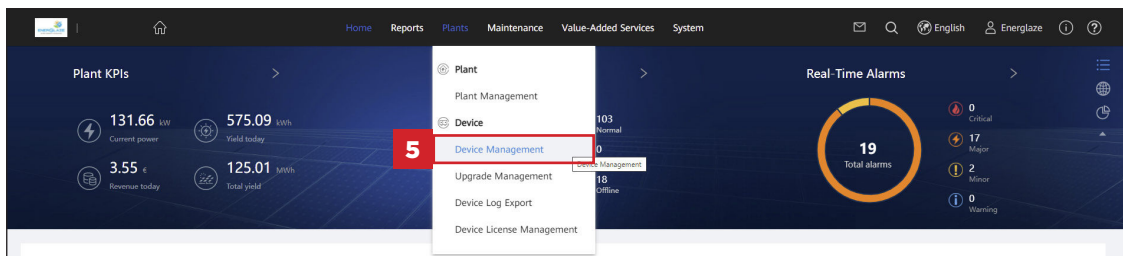 Home Reports Plants Maintenance Value-Added Services System English Energlaze
Plant KPIs
131.66 kW
Current power
575.09 kWh
Yield today
3.55 €
Revenue today
125.01 MWh
Total yield
Plant
Plant Management
Device
5
Device Management
Device Management
Upgrade Management
Device Log Export
Device License Management
103
Normal
0
18
Offline
Real-Time Alarms
19
Total alarms
0
Critical
17
Major
2
Minor
0
Warning